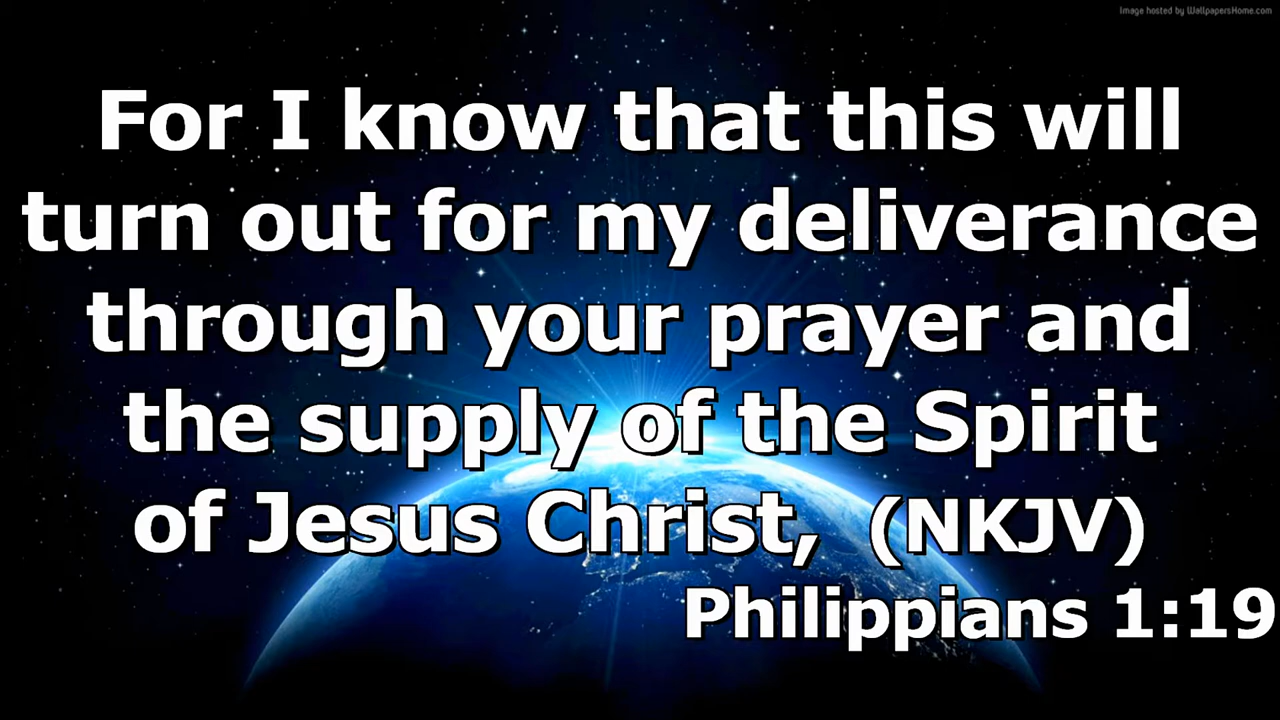 Image hosted by WallpapersHome.com
For I know that this will
turn out for my deliverance
through your prayer and
the supply of the Spirit
of Jesus Christ, (NKJV)
Philippians 1:19